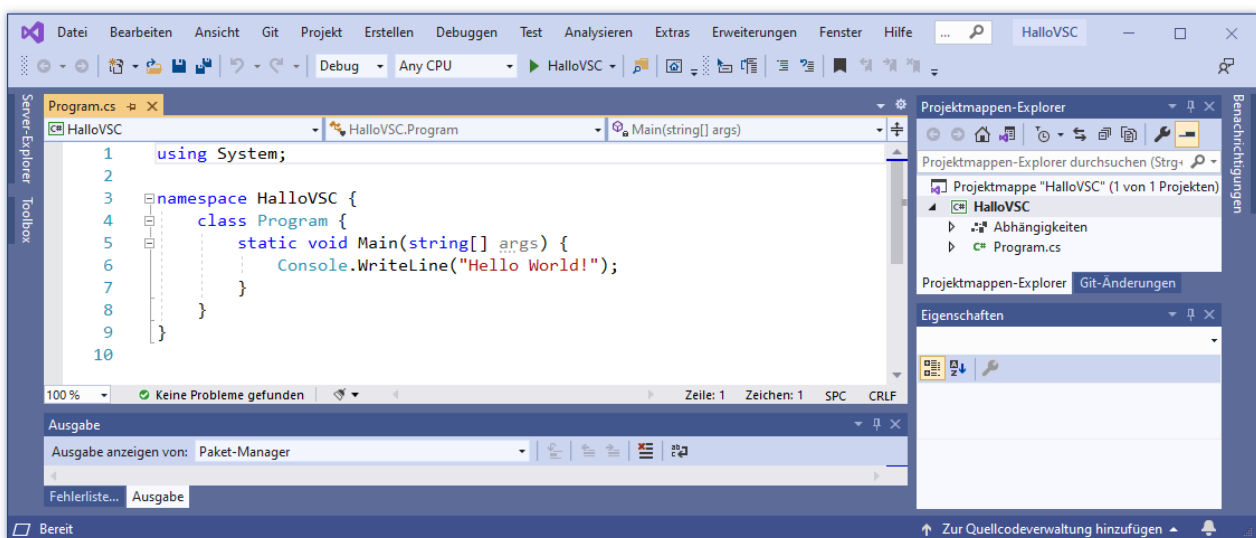 Datei Bearbeiten Ansicht Git Projekt Erstellen Debuggen Test Analysieren Extras Erweiterungen Fenster Hilfe ... HalloVSC
Debug Any CPU HalloVSC
Server-Explorer
Toolbox
Program.cs
C# HalloVSC HalloVSC.Program Main(string[] args)
1 using System;
2
3 namespace HalloVSC {
4 class Program {
5 static void Main(string[] args) {
6 Console.WriteLine("Hello World!");
7 }
8 }
9 }
10
100 % Keine Probleme gefunden Zeile: 1 Zeichen: 1 SPC CRLF
Ausgabe
Ausgabe anzeigen von: Paket-Manager
Fehlerliste... Ausgabe
Projektmappen-Explorer
Projektmappen-Explorer durchsuchen (Strg+
Projektmappe "HalloVSC" (1 von 1 Projekten)
C# HalloVSC
Abhängigkeiten
C# Program.cs
Projektmappen-Explorer Git-Änderungen
Eigenschaften
Benachrichtigungen
Bereit Zur Quellcodeverwaltung hinzufügen